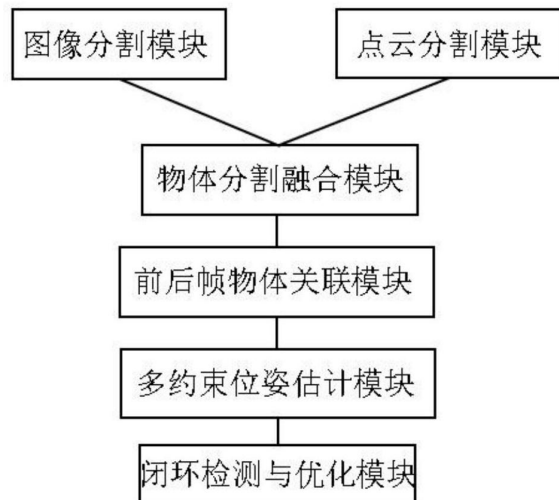 图像分割模块
点云分割模块
物体分割融合模块
前后帧物体关联模块
多约束位姿估计模块
闭环检测与优化模块